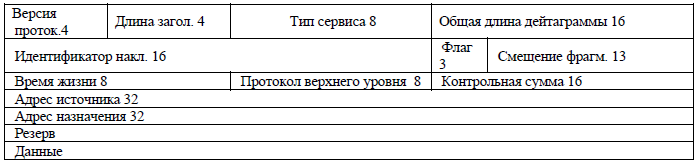 Версия проток.4 Длина загол. 4 Тип сервиса 8 Общая длина дейтаграммы 16
Идентификатор накл. 16 Флаг 3 Смещение фрагм. 13
Время жизни 8 Протокол верхнего уровня 8 Контрольная сумма 16
Адрес источника 32
Адрес назначения 32
Резерв
Данные